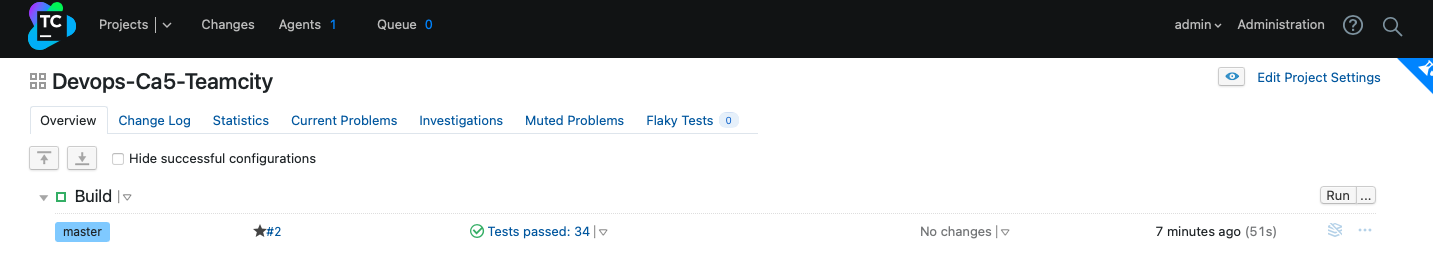 TC Projects Changes Agents 1 Queue 0 admin Administration
Devops-Ca5-Teamcity Edit Project Settings
Overview Change Log Statistics Current Problems Investigations Muted Problems Flaky Tests 0
Hide successful configurations
Build Run ...
master #2 Tests passed: 34 No changes 7 minutes ago (51s)